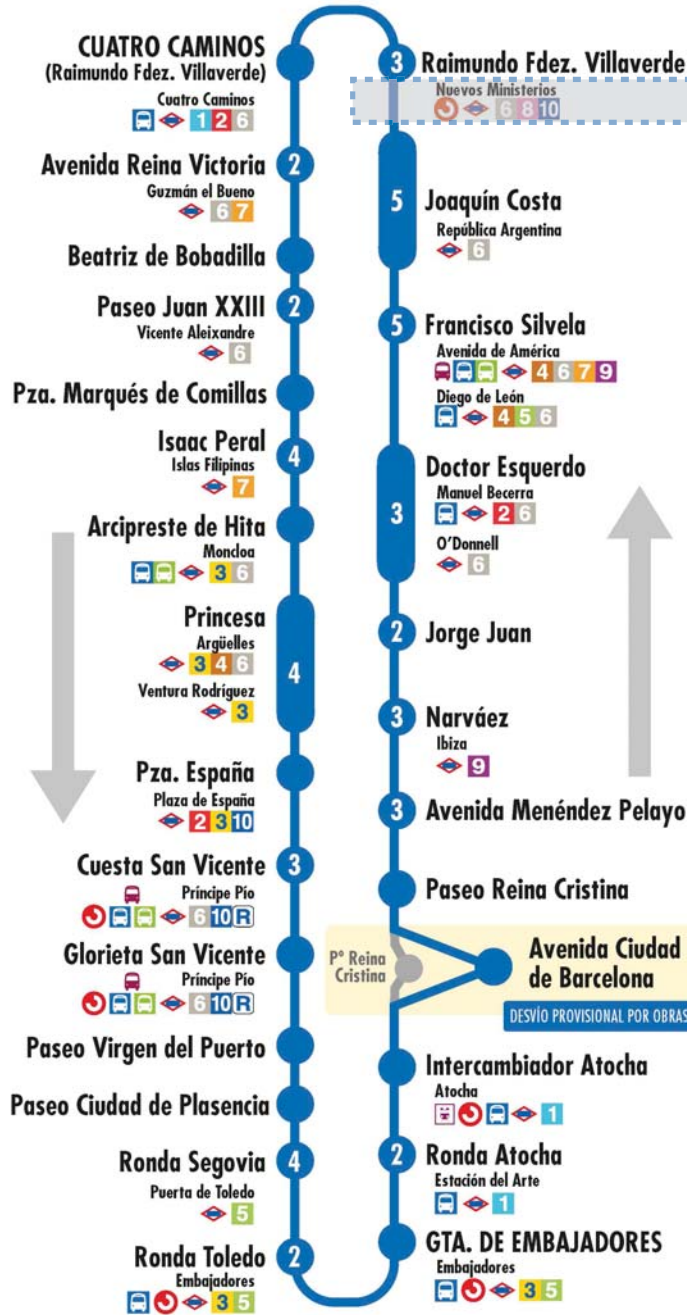 CUATRO CAMINOS
(Raimundo Fdez. Villaverde)
Cuatro Caminos
1 2 6
Avenida Reina Victoria
2
Guzmán el Bueno
6 7
Beatriz de Bobadilla
Paseo Juan XXIII
2
Vicente Aleixandre
6
Pza. Marqués de Comillas
Isaac Peral
4
Islas Filipinas
7
Arcipreste de Hita
Moncloa
3 6
Princesa
Argüelles
3 4 6
4
Ventura Rodríguez
3
Pza. España
Plaza de España
2 3 10
Cuesta San Vicente
3
Príncipe Pío
6 10 R
Glorieta San Vicente
Príncipe Pío
6 10 R
Paseo Virgen del Puerto
Paseo Ciudad de Plasencia
Ronda Segovia
4
Puerta de Toledo
5
Ronda Toledo
2
Embajadores
3 5
3
Raimundo Fdez. Villaverde
Nuevos Ministerios
6 8 10
5
Joaquín Costa
República Argentina
6
5
Francisco Silvela
Avenida de América
4 6 7 9
Diego de León
4 5 6
Doctor Esquerdo
3
Manuel Becerra
2 6
O'Donnell
6
2
Jorge Juan
3
Narváez
Ibiza
9
3
Avenida Menéndez Pelayo
Paseo Reina Cristina
Pº Reina
Cristina
Avenida Ciudad
de Barcelona
DESVÍO PROVISIONAL POR OBRAS
Intercambiador Atocha
Atocha
1
2
Ronda Atocha
Estación del Arte
1
GTA. DE EMBAJADORES
Embajadores
3 5